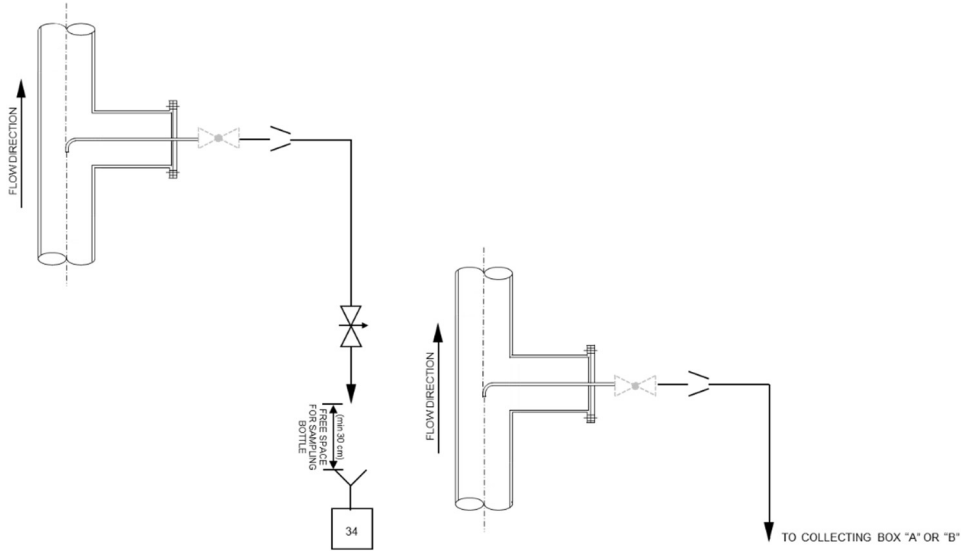 FLOW DIRECTION
(min 30 cm)
FREE SPACE
FOR SAMPLING
BOTTLE
34
FLOW DIRECTION
TO COLLECTING BOX "A" OR "B"